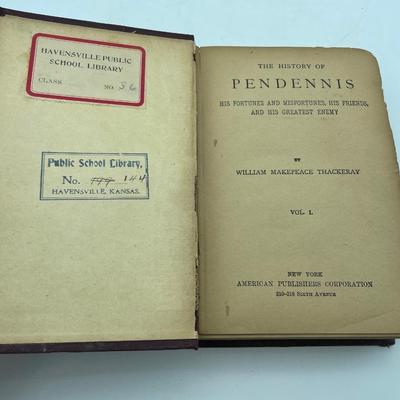 HAVENSVILLE PUBLIC
SCHOOL LIBRARY
CLASS
NO. 56
Public School Library,
No. 144
HAVENSVILLE, KANSAS.
THE HISTORY OF
PENDENNIS
HIS FORTUNES AND MISFORTUNES, HIS FRIENDS,
AND HIS GREATEST ENEMY
BY
WILLIAM MAKEPEACE THACKERAY
VOL. I.
NEW YORK
AMERICAN PUBLISHERS CORPORATION
310-318 SIXTH AVENUE